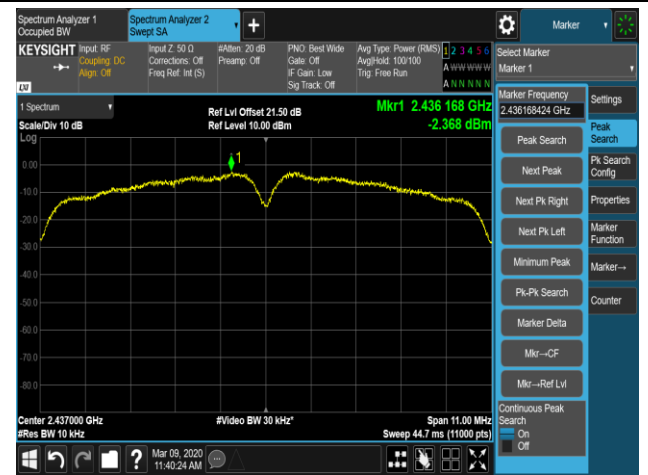 Spectrum Analyzer 1
Occupied BW
Spectrum Analyzer 2
Swept SA
Marker
KEYSIGHT
Input: RF
Coupling: DC
Align: Off
Input Z: 50 Ω
Corrections: Off
Freq Ref: Int (S)
#Atten: 20 dB
Preamp: Off
PNO: Best Wide
Gate: Off
IF Gain: Low
Sig Track: Off
Avg Type: Power (RMS)
Avg|Hold: 100/100
Trig: Free Run
1 2 3 4 5 6
A W W W W W
A N N N N N
LXI
Select Marker
Marker 1
1 Spectrum
Scale/Div 10 dB
Log
Ref Lvl Offset 21.50 dB
Ref Level 10.00 dBm
Mkr1 2.436 168 GHz
-2.368 dBm
1
0.00
-10.0
-20.0
-30.0
-40.0
-50.0
-60.0
-70.0
-80.0
Center 2.437000 GHz
#Res BW 10 kHz
#Video BW 30 kHz*
Span 11.00 MHz
Sweep 44.7 ms (11000 pts)
Marker Frequency
2.436168424 GHz
Peak Search
Next Peak
Next Pk Right
Next Pk Left
Minimum Peak
Pk-Pk Search
Marker Delta
Mkr→CF
Mkr→Ref Lvl
Continuous Peak
Search
On
Off
Settings
Peak
Search
Pk Search
Config
Properties
Marker
Function
Marker→
Counter
?
Mar 09, 2020
11:40:24 AM